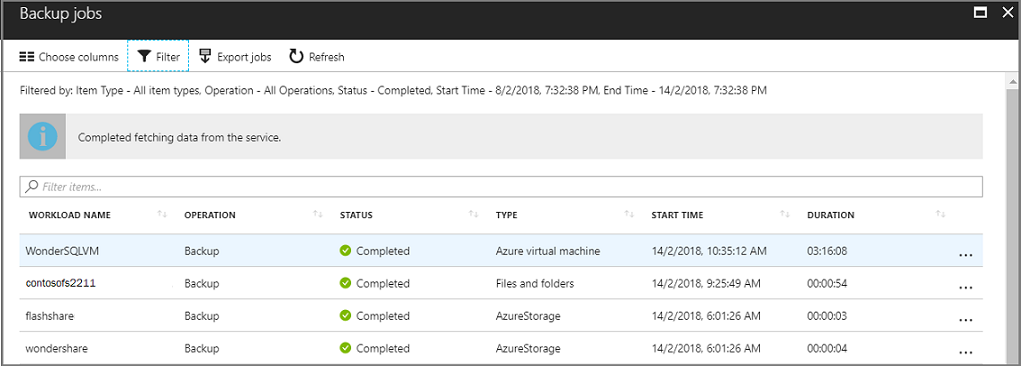 Backup jobs
Choose columns Filter Export jobs Refresh
Filtered by: Item Type - All item types, Operation - All Operations, Status - Completed, Start Time - 8/2/2018, 7:32:38 PM, End Time - 14/2/2018, 7:32:38 PM
Completed fetching data from the service.
Filter items...
WORKLOAD NAME OPERATION STATUS TYPE START TIME DURATION
WonderSQLVM Backup Completed Azure virtual machine 14/2/2018, 10:35:12 AM 03:16:08 ...
contosofs2211 Backup Completed Files and folders 14/2/2018, 9:25:49 AM 00:00:54 ...
flashshare Backup Completed AzureStorage 14/2/2018, 6:01:26 AM 00:00:03 ...
wondershare Backup Completed AzureStorage 14/2/2018, 6:01:26 AM 00:00:04 ...